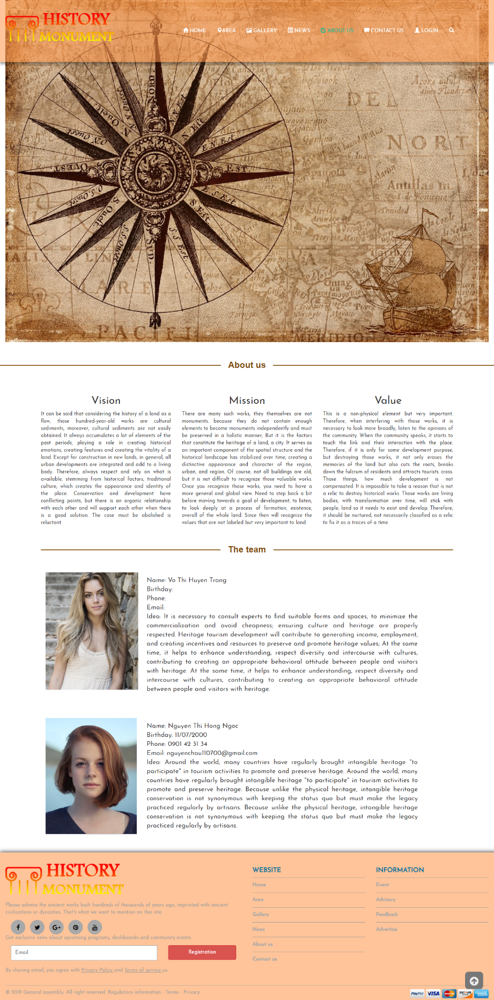 HISTORY
MONUMENT
HOME AREA GALLERY NEWS ABOUT US CONTACT US LOGIN
NORD
DEL
NORT
N.Est.
EST.
OUEST
Antillas in.
S.Est
S.S.Est
SUD
S.S.Ouest
S.Ouest
O.S.Ouest
MARE
PACIFI
MERIDIO
About us
Vision
It can be said that considering the history of a land as a
flow, those hundred-year-old works are cultural
sediments, moreover, cultural sediments are not easily
obtained. It always accumulates a lot of elements of the
past periods, playing a role in creating historical
emotions, creating features and creating the vitality of a
land. Except for construction in new lands, in general, all
urban developments are integrated and add to a living
body. Therefore, always respect and rely on what is
available, stemming from historical factors, traditional
culture, which creates the appearance and identity of
the place. Conservation and development have
conflicting points, but there is an organic relationship
with each other and will support each other when there
is a good solution. The case must be abolished is
reluctant.
Mission
There are many such works, they themselves are not
monuments. because they do not contain enough
elements to become monuments independently and must
be preserved in a holistic manner; But it is the factors
that constitute the heritage of a land, a city. It serves as
an important component of the spatial structure and the
historical landscape has stabilized over time, creating a
distinctive appearance and character of the region,
urban, and region. Of course, not all buildings are old,
but it is not difficult to recognize those valuable works.
Once you recognize those works, you need to have a
more general and global view. Need to step back a bit
before moving towards a goal of development, to listen,
to look deeply at a process of formation, existence,
overall of the whole land. Since then will recognize the
values that are not labeled but very important to land.
Value
This is a non-physical element but very important.
Therefore, when interfering with those works, it is
necessary to look more broadly, listen to the opinions of
the community. When the community speaks, it starts to
touch the link and their interaction with the place.
Therefore, if it is only for some development purpose,
but destroying those works, it not only erases the
memories of the land but also cuts the roots, breaks
down the fulcrum of residents and attracts tourists. cross.
Those things, how much development is not
compensated. It is impossible to take a reason that is not
a relic to destroy historical works. Those works are living
bodies, with transformation over time, will stick with
people, land so it needs to exist and develop. Therefore,
it should be nurtured, not necessarily classified as a relic
to fix it as a traces of a time.
The team
Name: Vo Thi Huyen Trang
Birthday:
Phone:
Email:
Idea: It is necessary to consult experts to find suitable forms and spaces, to minimize the
commercialization and avoid cheapness; ensuring culture and heritage are properly
respected. Heritage tourism development will contribute to generating income, employment,
and creating incentives and resources to preserve and promote heritage values; At the same
time, it helps to enhance understanding, respect diversity and intercourse with cultures,
contributing to creating an appropriate behavioral attitude between people and visitors
with heritage. At the same time, it helps to enhance understanding, respect diversity and
intercourse with cultures, contributing to creating an appropriate behavioral attitude
between people and visitors with heritage.
Name: Nguyen Thi Hong Ngoc
Birthday: 11/07/2000
Phone: 0901 42 31 34
Email: nguyenchau110700@gmail.com
Idea: Around the world, many countries have regularly brought intangible heritage "to
participate" in tourism activities to promote and preserve heritage. Around the world, many
countries have regularly brought intangible heritage "to participate" in tourism activities to
promote and preserve heritage. Because unlike the physical heritage, intangible heritage
conservation is not synonymous with keeping the status quo but must make the legacy
practiced regularly by artisans. Because unlike the physical heritage, intangible heritage
conservation is not synonymous with keeping the status quo but must make the legacy
practiced regularly by artisans.
HISTORY
MONUMENT
Please admire the ancient works built hundreds of thousands of years ago, imprinted with ancient
civilizations or dynasties. That's what we want to mention on this site.
Get exclusive news about upcoming programs, dashboards and community events.
Email
Registration
By sharing email, you agree with Privacy Policy and Terms of service us.
WEBSITE
Home
Area
Gallery
News
About us
Contact us
INFORMATION
Event
Advisory
Feedback
Advertise
© 2019 General assembly. All right reserved. Regulatory information - Terms - Privacy
PayPal VISA MasterCard DISCOVER